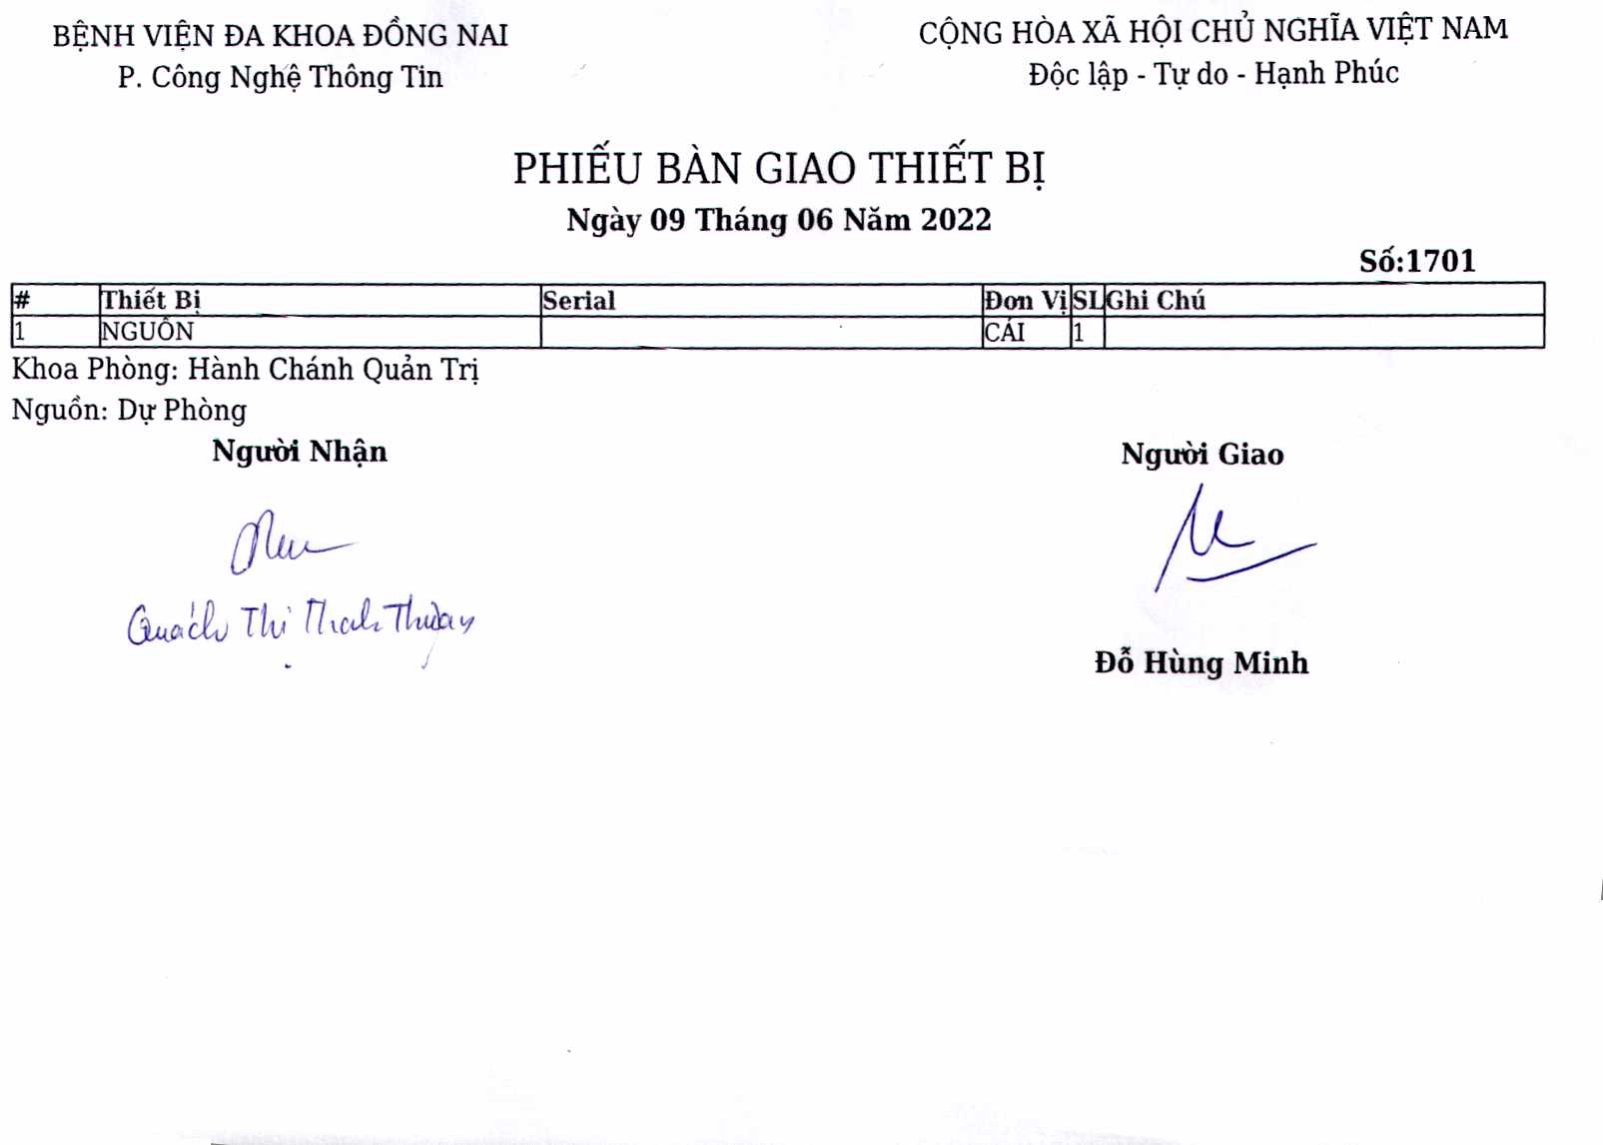 BỆNH VIỆN ĐA KHOA ĐỒNG NAI
P. Công Nghệ Thông Tin
CỘNG HÒA XÃ HỘI CHỦ NGHĨA VIỆT NAM
Độc lập - Tự do - Hạnh Phúc
PHIẾU BÀN GIAO THIẾT BỊ
Ngày 09 Tháng 06 Năm 2022
Số:1701
# Thiết Bị Serial Đơn Vị SL Ghi Chú
1 NGUỒN CÁI 1
Khoa Phòng: Hành Chánh Quản Trị
Nguồn: Dự Phòng
Người Nhận Người Giao
Quách Thị Thanh
Đỗ Hùng Minh